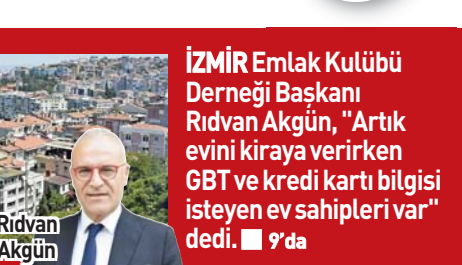 İZMİR Emlak Kulübü
Derneği Başkanı
Rıdvan Akgün, "Artık
evini kiraya verirken
GBT ve kredi kartı bilgisi
isteyen ev sahipleri var"
dedi. ■ 9'da
Rıdvan
Akgün